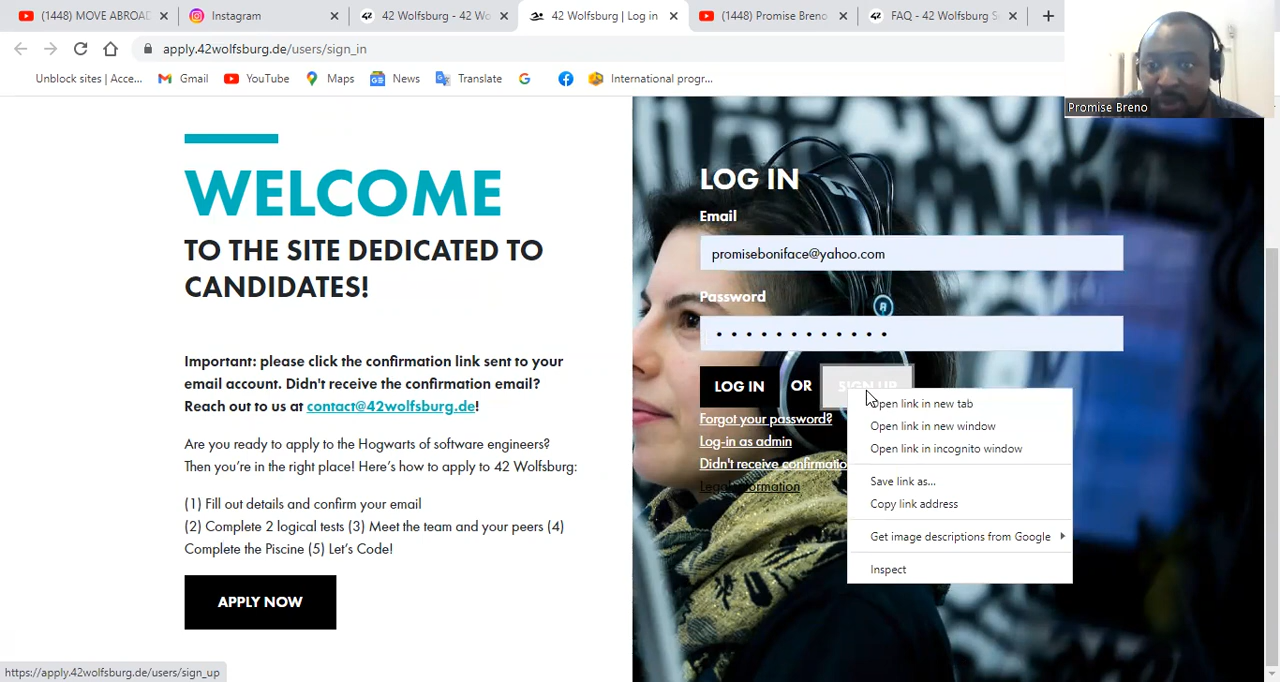 (1448) MOVE ABROAD
Instagram
42 Wolfsburg - 42 Wo
42 Wolfsburg | Log in
(1448) Promise Breno
FAQ - 42 Wolfsburg S
apply.42wolfsburg.de/users/sign_in
Unblock sites | Acce...
Gmail
YouTube
Maps
News
Translate
International progr...
Promise Breno
WELCOME
TO THE SITE DEDICATED TO
CANDIDATES!
Important: please click the confirmation link sent to your
email account. Didn't receive the confirmation email?
Reach out to us at contact@42wolfsburg.de!
Are you ready to apply to the Hogwarts of software engineers?
Then you're in the right place! Here's how to apply to 42 Wolfsburg:
(1) Fill out details and confirm your email
(2) Complete 2 logical tests (3) Meet the team and your peers (4)
Complete the Piscine (5) Let's Code!
APPLY NOW
LOG IN
Email
promiseboniface@yahoo.com
Password
LOG IN OR SIGN UP
Forgot your password?
Log-in as admin
Didn't receive confirmatio
Legal information
Open link in new tab
Open link in new window
Open link in incognito window
Save link as...
Copy link address
Get image descriptions from Google
Inspect
https://apply.42wolfsburg.de/users/sign_up